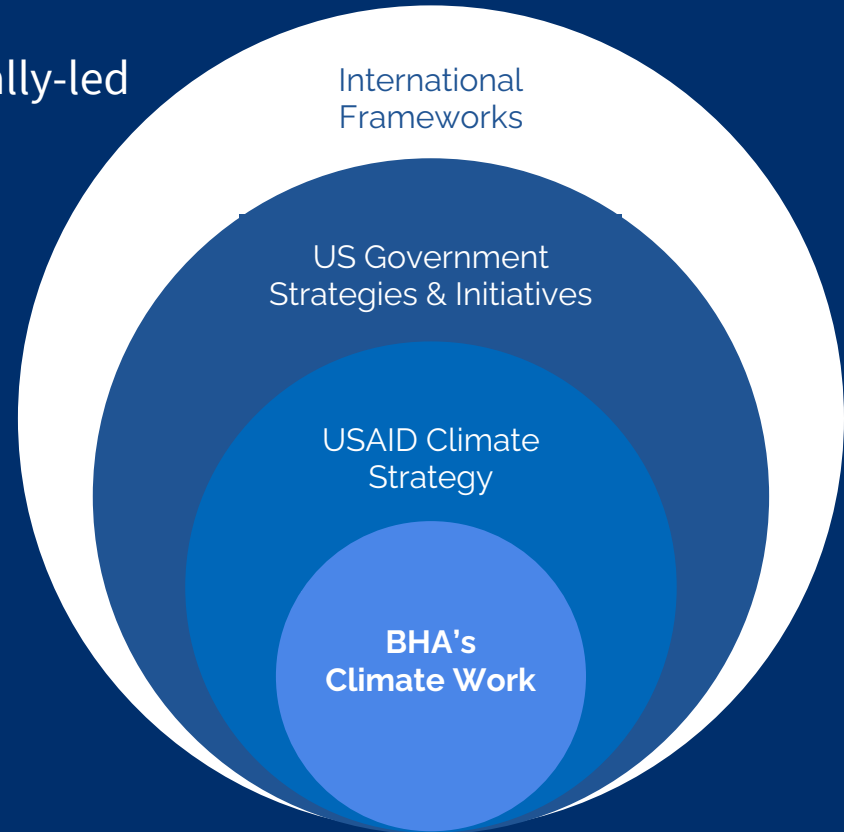 lly-led
International
Frameworks
US Government
Strategies & Initiatives
USAID Climate
Strategy
BHA’s
Climate Work